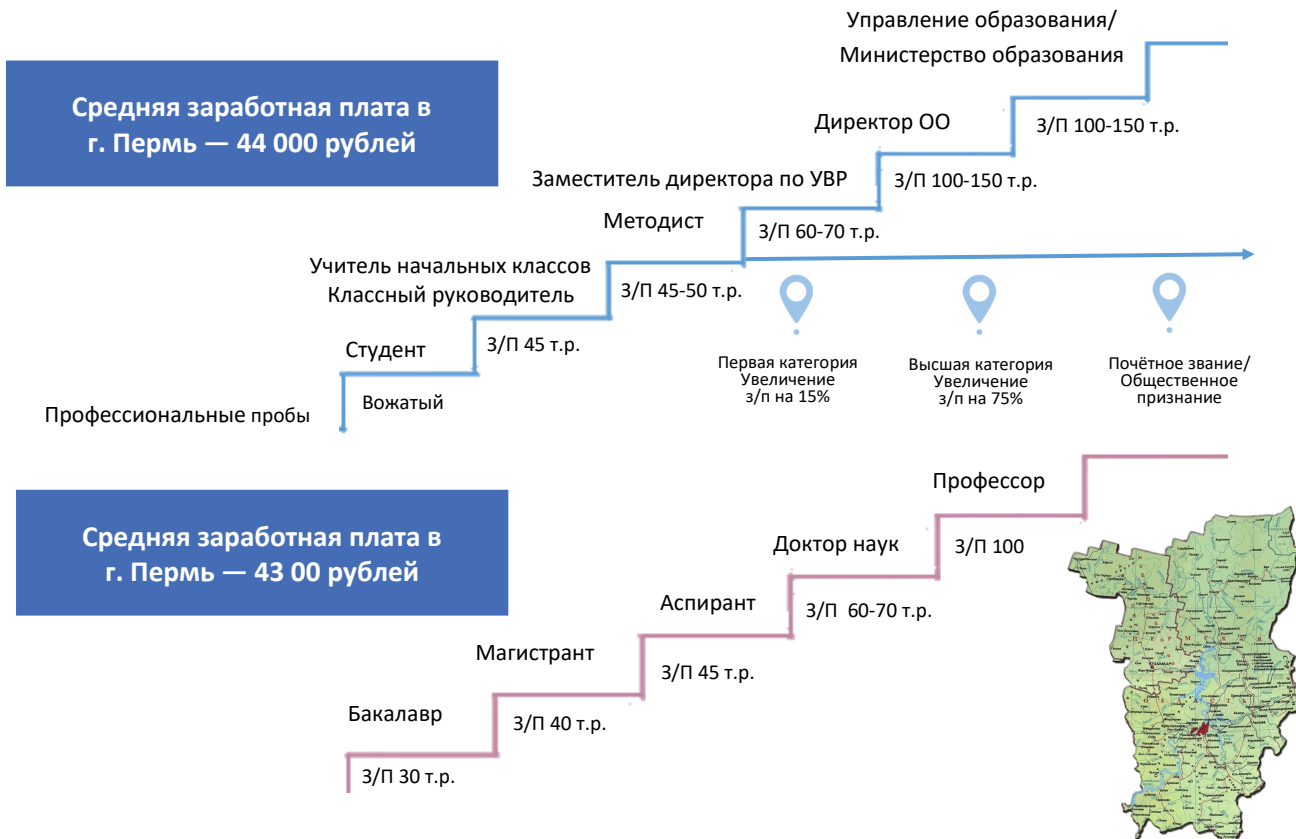 Управление образования/
Министерство образования
Средняя заработная плата в
г. Пермь — 44 000 рублей
Директор ОО
З/П 100-150 т.р.
Заместитель директора по УВР
З/П 100-150 т.р.
Методист
З/П 60-70 т.р.
Учитель начальных классов
Классный руководитель
З/П 45-50 т.р.
Студент
З/П 45 т.р.
Профессиональные пробы
Вожатый
Первая категория
Увеличение
з/п на 15%
Высшая категория
Увеличение
з/п на 75%
Почётное звание/
Общественное
признание
Средняя заработная плата в
г. Пермь — 43 00 рублей
Профессор
Доктор наук
З/П 100
Аспирант
З/П 60-70 т.р.
Магистрант
З/П 45 т.р.
Бакалавр
З/П 40 т.р.
З/П 30 т.р.